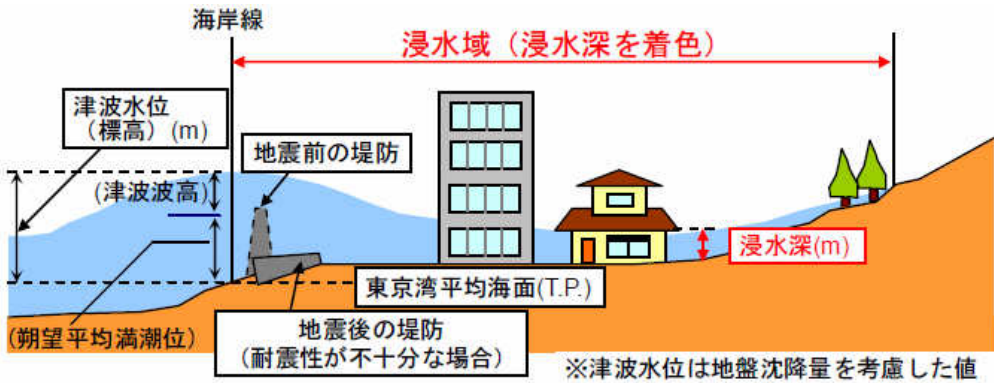 海岸線
浸水域（浸水深を着色）
津波水位
（標高）(m)
地震前の堤防
(津波波高)
浸水深(m)
東京湾平均海面(T.P.)
(朔望平均満潮位)
地震後の堤防
(耐震性が不十分な場合)
※津波水位は地盤沈降量を考慮した値